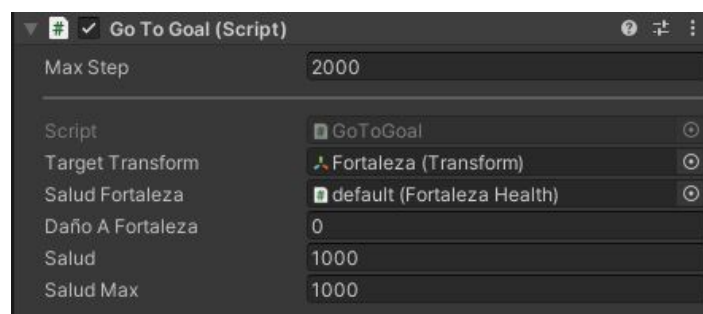 # Go To Goal (Script)
Max Step 2000
Script GoToGoal
Target Transform Fortaleza (Transform)
Salud Fortaleza # default (Fortaleza Health)
Daño A Fortaleza 0
Salud 1000
Salud Max 1000